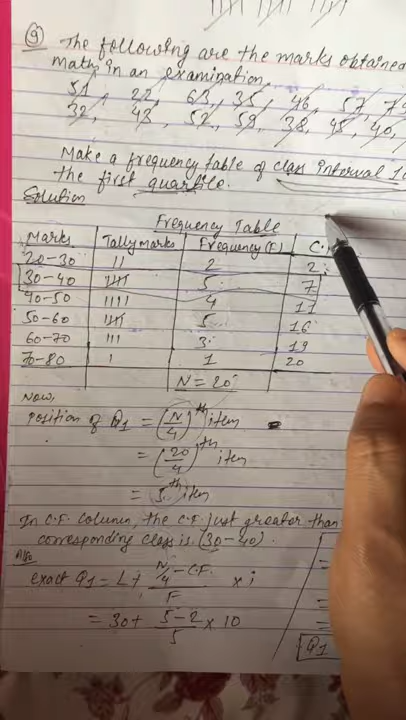 9 The following are the marks obtained
math in an examination.
51, 22, 63, 35, 46, 57, 75
32, 43, 52, 59, 38, 45, 40,
Make a frequency table of class interval 10
the first quartile.
Solution
Frequency Table
Marks Tally marks Frequency (F) C.
20-30 || 2 2
30-40 |||| 5 7
40-50 |||| 4 11
50-60 |||| 5 16
60-70 ||| 3 19
70-80 | 1 20
N = 20
Now,
position of Q1 = (N/4)th item
= (20/4)th item
= 5th item
In C.F. column, the C.F. just greater than
corresponding class is (30-40).
Also
exact Q1 = L + (N/4 - C.F.)/F × i
= 30 + (5-2)/5 × 10
=
=
=
Q1